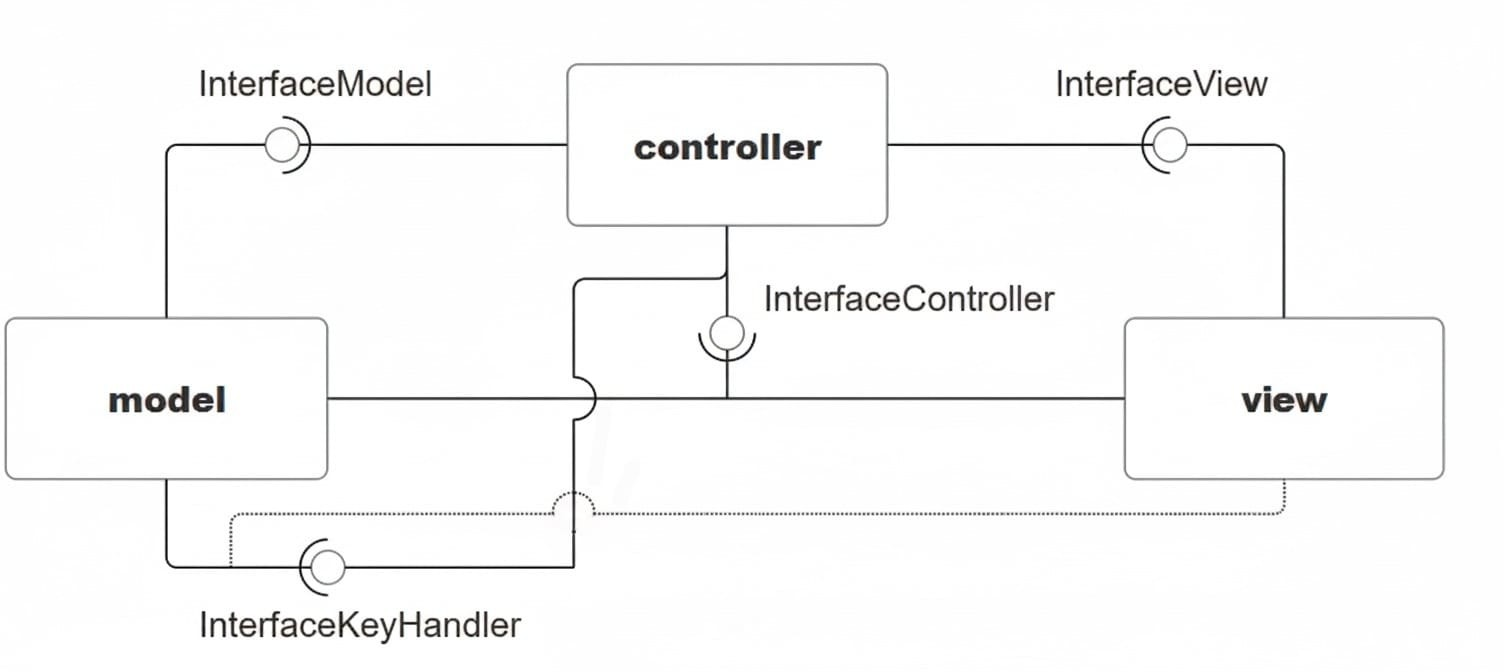 InterfaceModel
InterfaceView
controller
InterfaceController
model
view
InterfaceKeyHandler